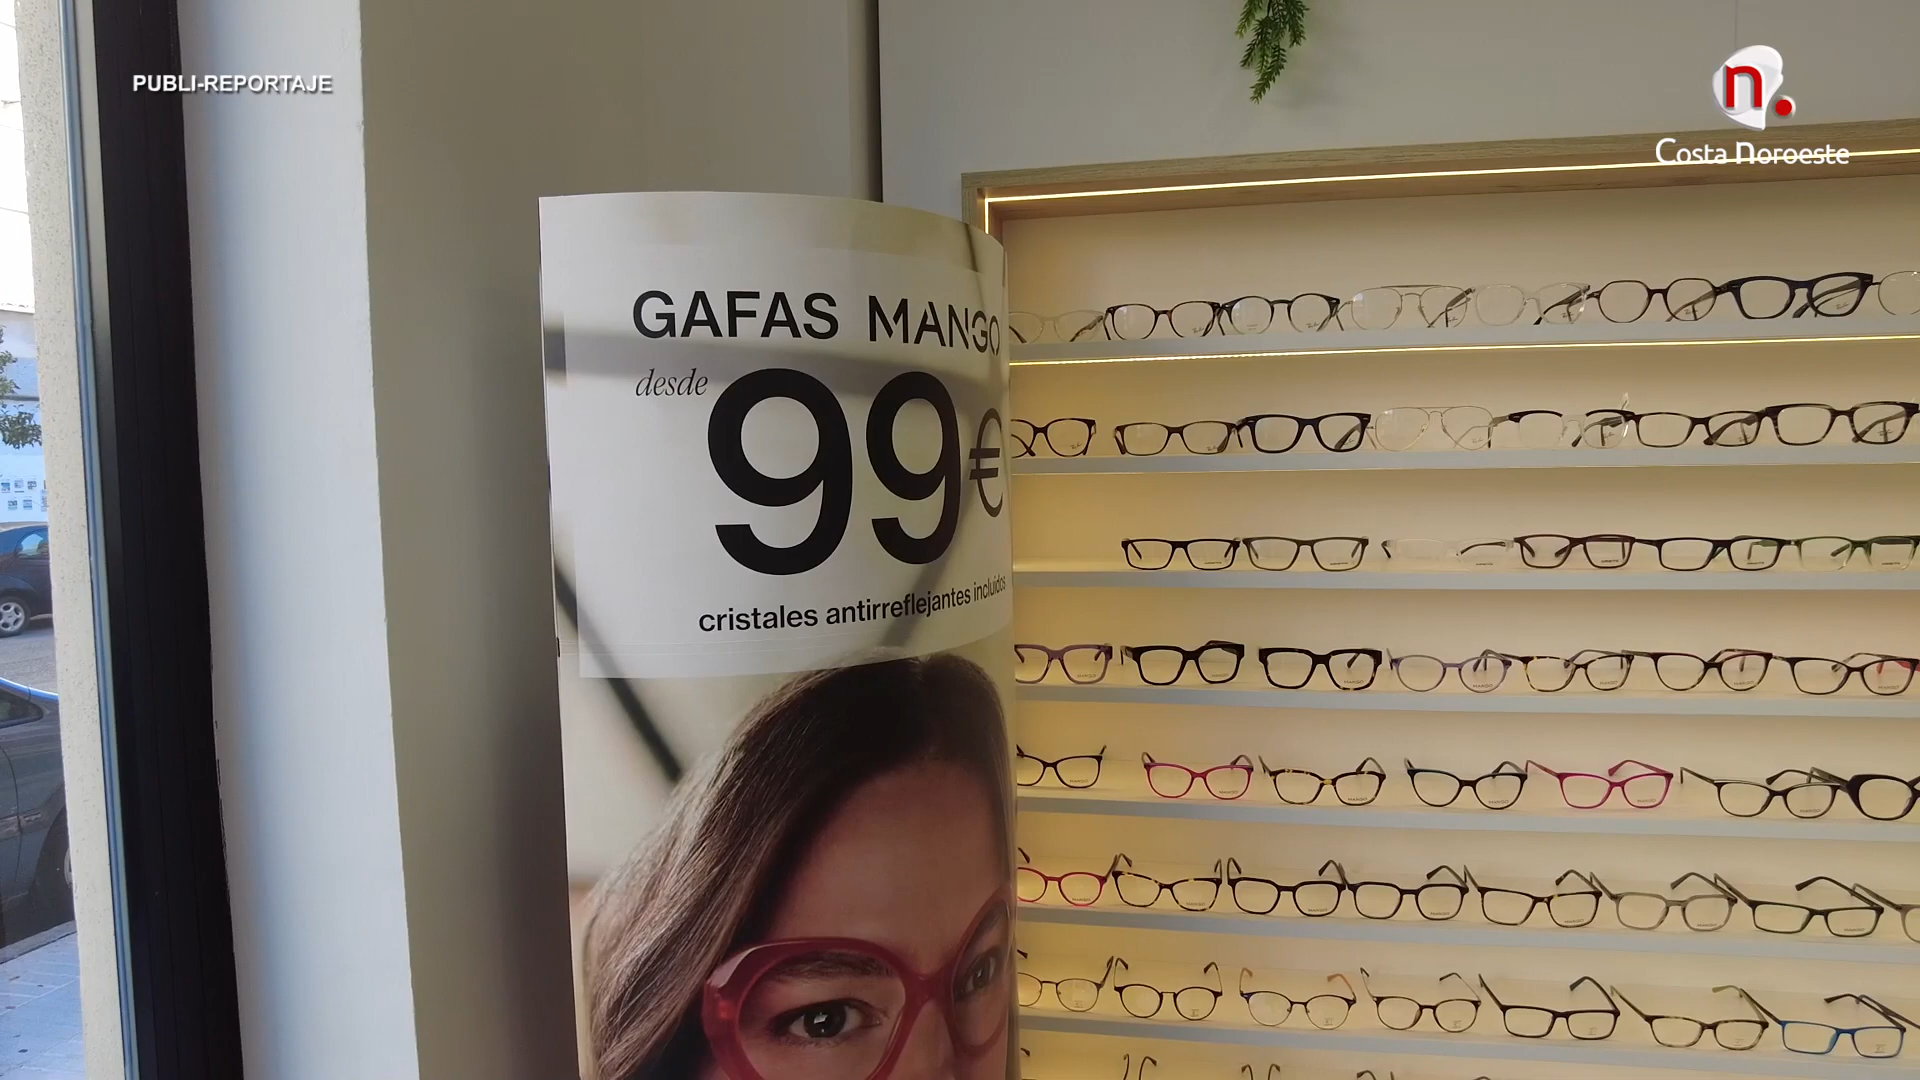 PUBLI-REPORTAJE
n.
Costa Noroeste
GAFAS MANGO
desde
99€
cristales antirreflejantes incluidos